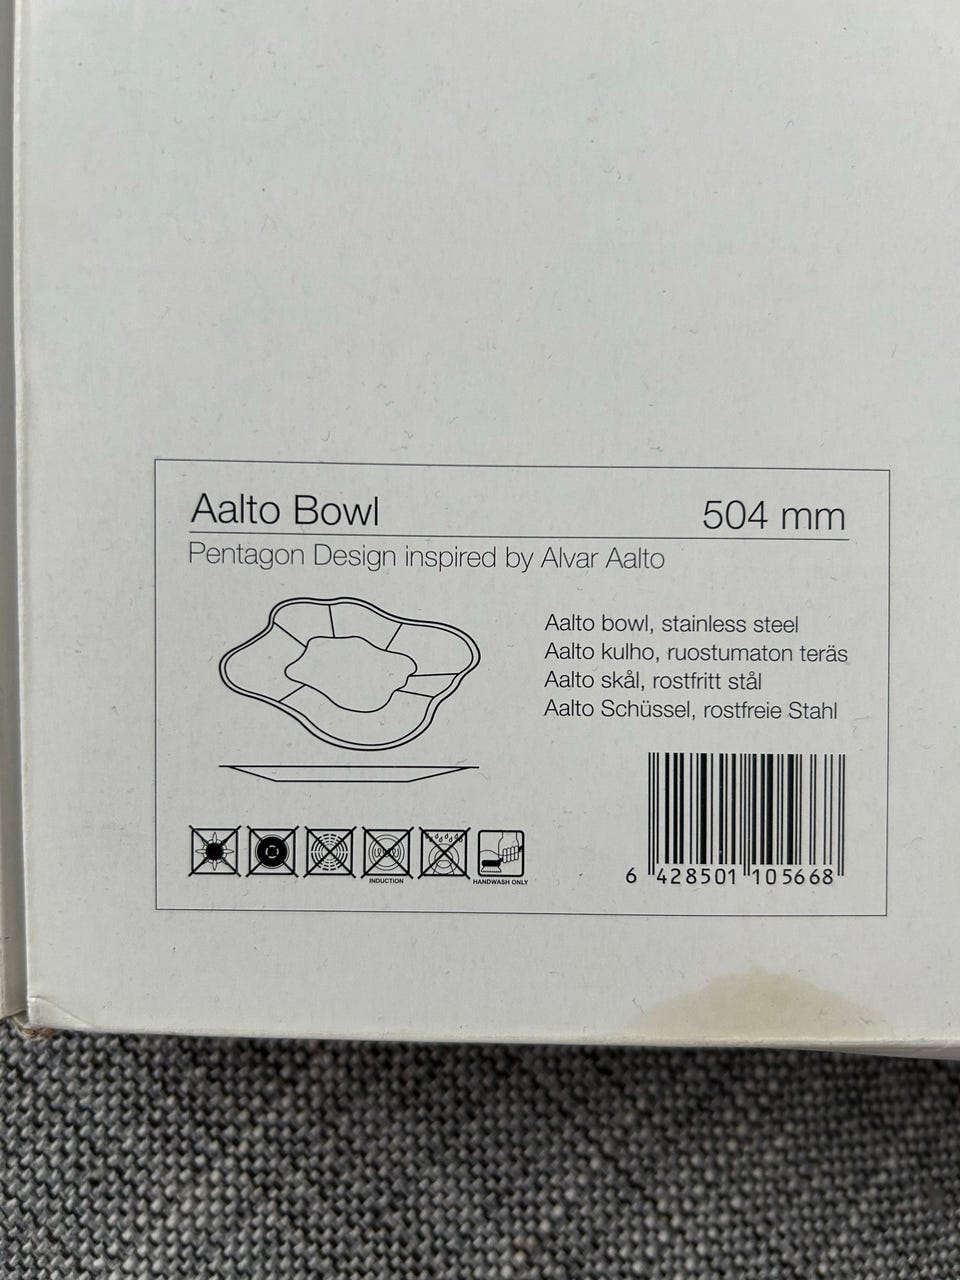 Aalto Bowl 504 mm
Pentagon Design inspired by Alvar Aalto
Aalto bowl, stainless steel
Aalto kulho, ruostumaton teräs
Aalto skål, rostfritt stål
Aalto Schüssel, rostfreie Stahl
INDUCTION
HANDWASH ONLY
6 428501 105668